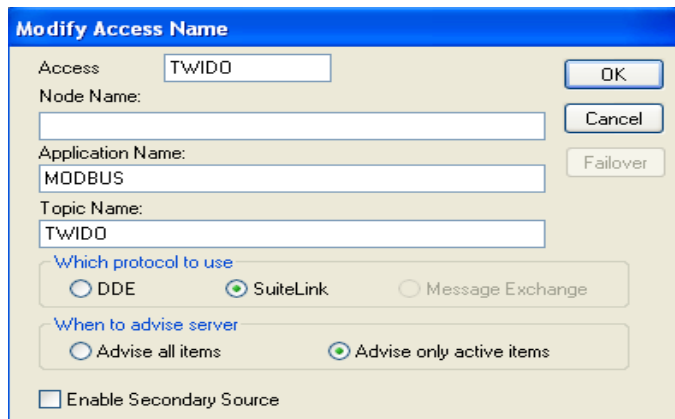 Modify Access Name
Access TWIDO
OK
Node Name:
Cancel
Application Name:
Failover
MODBUS
Topic Name:
TWIDO
Which protocol to use
DDE SuiteLink Message Exchange
When to advise server
Advise all items Advise only active items
Enable Secondary Source